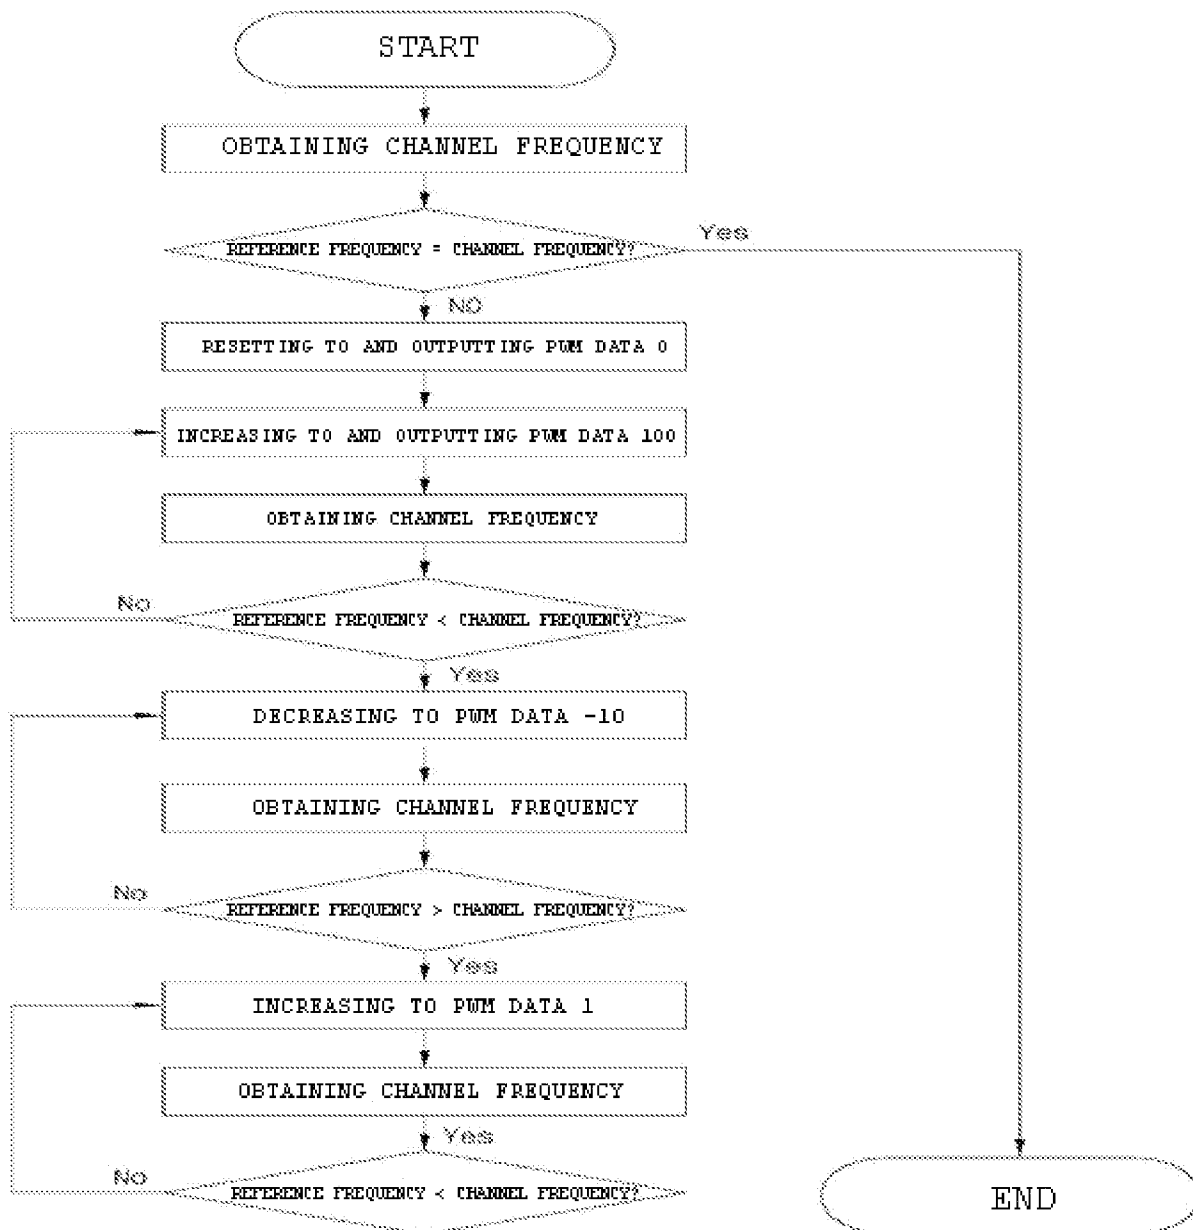 START
OBTAINING CHANNEL FREQUENCY
REFERENCE FREQUENCY = CHANNEL FREQUENCY?
Yes
NO
RESETTING TO AND OUTPUTTING PWM DATA 0
INCREASING TO AND OUTPUTTING PWM DATA 100
OBTAINING CHANNEL FREQUENCY
No
REFERENCE FREQUENCY < CHANNEL FREQUENCY?
Yes
DECREASING TO PWM DATA -10
OBTAINING CHANNEL FREQUENCY
No
REFERENCE FREQUENCY > CHANNEL FREQUENCY?
Yes
INCREASING TO PWM DATA 1
OBTAINING CHANNEL FREQUENCY
Yes
No
REFERENCE FREQUENCY < CHANNEL FREQUENCY?
END